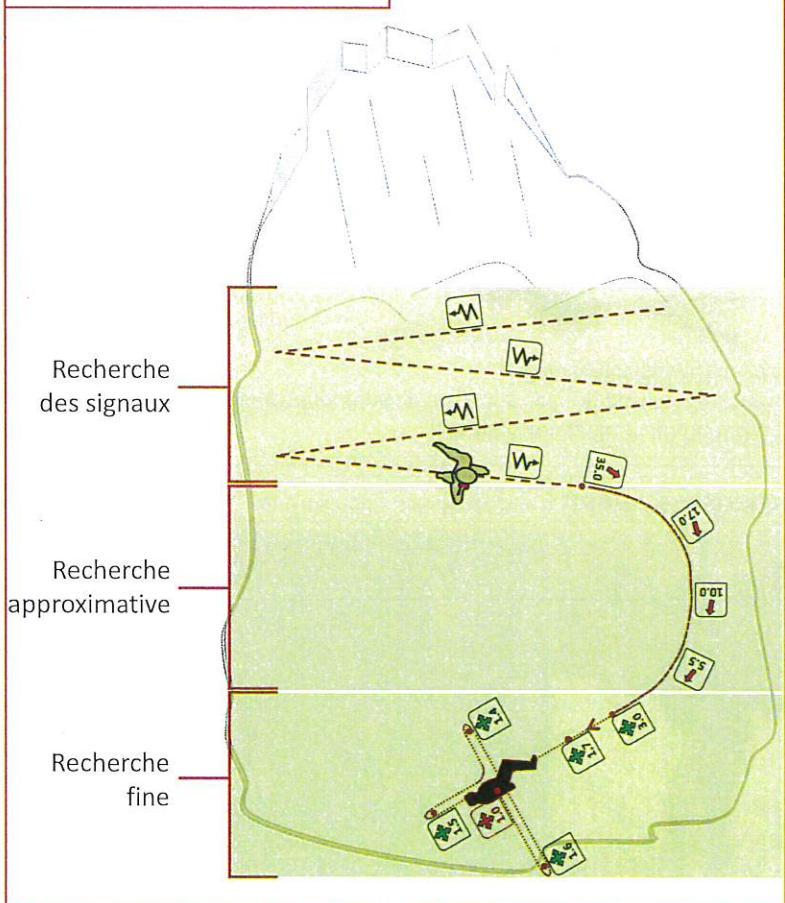 Recherche
des signaux
35.0
17.0
10.0
5.5
Recherche
approximative
3.0
1.7
1.4
1.0
1.5
1.6
Recherche
fine